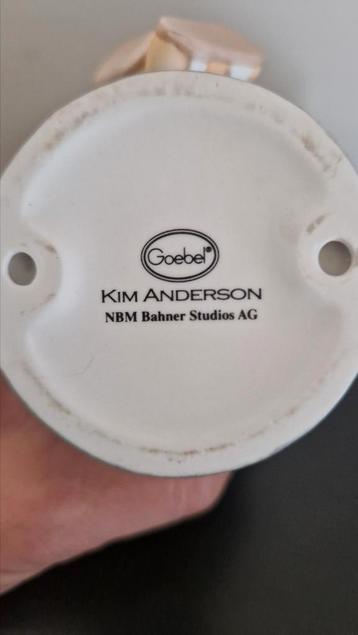 Goebel®
KIM ANDERSON
NBM Bahner Studios AG